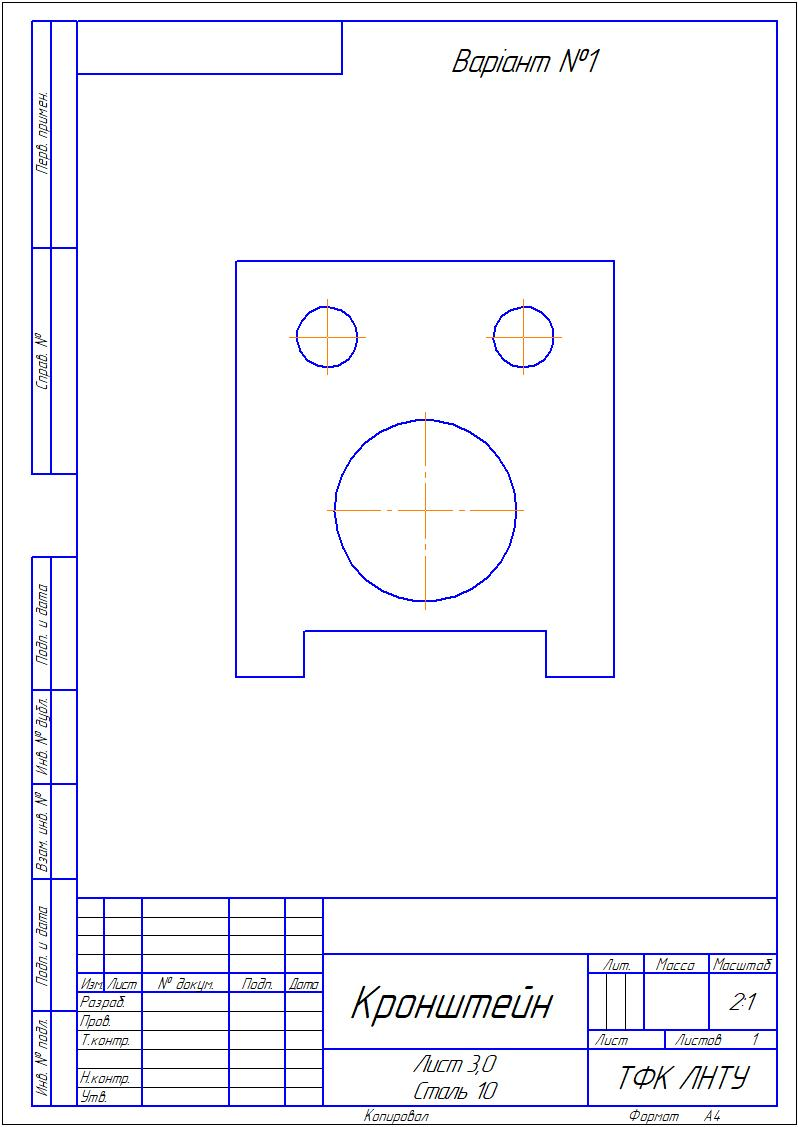 Варіант №1
Перв. примен.
Справ. №
Подп. и дата
Инв. № дубл.
Взам. инв. №
Подп. и дата
Инв. № подл.
Изм. Лист № докум. Подп. Дата
Разраб.
Пров.
Т.контр.
Н.контр.
Утв.
Кронштейн
Лист 3,0
Сталь 10
Лит. Масса Масштаб
2:1
Лист Листов 1
ТФК ЛНТУ
Копировал Формат А4